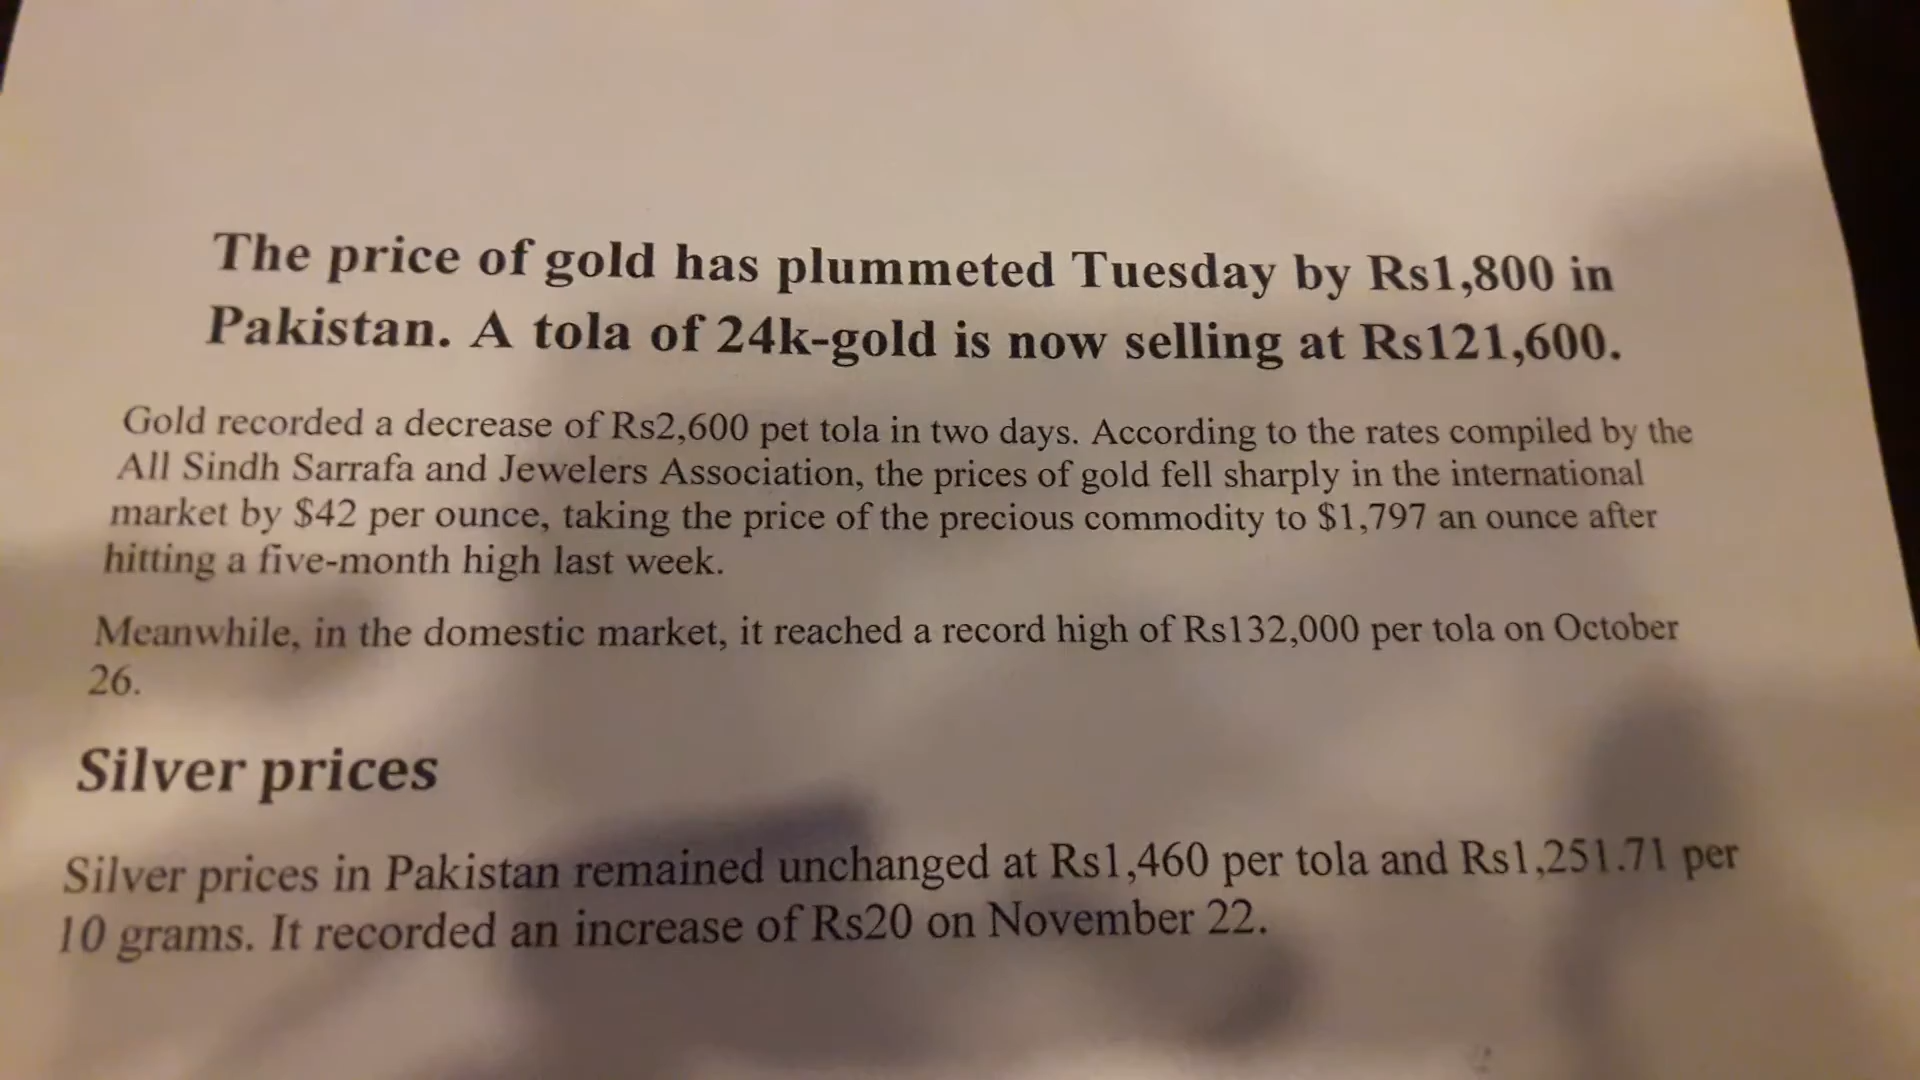 The price of gold has plummeted Tuesday by Rs1,800 in
Pakistan. A tola of 24k-gold is now selling at Rs121,600.
Gold recorded a decrease of Rs2,600 pet tola in two days. According to the rates compiled by the
All Sindh Sarrafa and Jewelers Association, the prices of gold fell sharply in the international
market by $42 per ounce, taking the price of the precious commodity to $1,797 an ounce after
hitting a five-month high last week.
Meanwhile, in the domestic market, it reached a record high of Rs132,000 per tola on October
26.
Silver prices
Silver prices in Pakistan remained unchanged at Rs1,460 per tola and Rs1,251.71 per
10 grams. It recorded an increase of Rs20 on November 22.